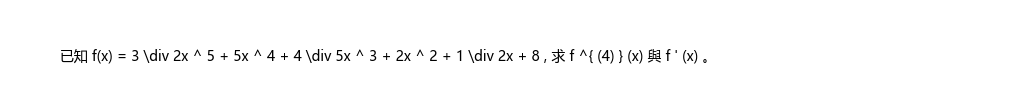 已知 f(x) = 3 \div 2x ^ 5 + 5x ^ 4 + 4 \div 5x ^ 3 + 2x ^ 2 + 1 \div 2x + 8 , 求 f ^{ (4) } (x) 與 f ' (x) 。